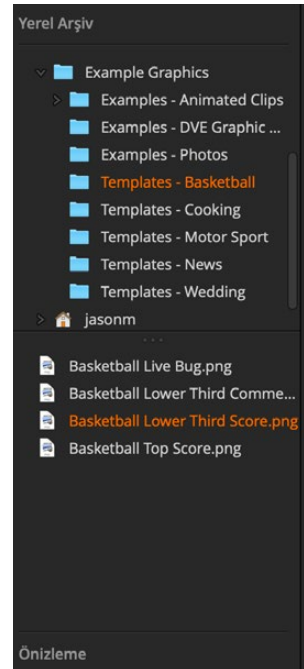 Yerel Arşiv
Example Graphics
Examples - Animated Clips
Examples - DVE Graphic ...
Examples - Photos
Templates - Basketball
Templates - Cooking
Templates - Motor Sport
Templates - News
Templates - Wedding
jasonm
Basketball Live Bug.png
Basketball Lower Third Comme...
Basketball Lower Third Score.png
Basketball Top Score.png
Önizleme